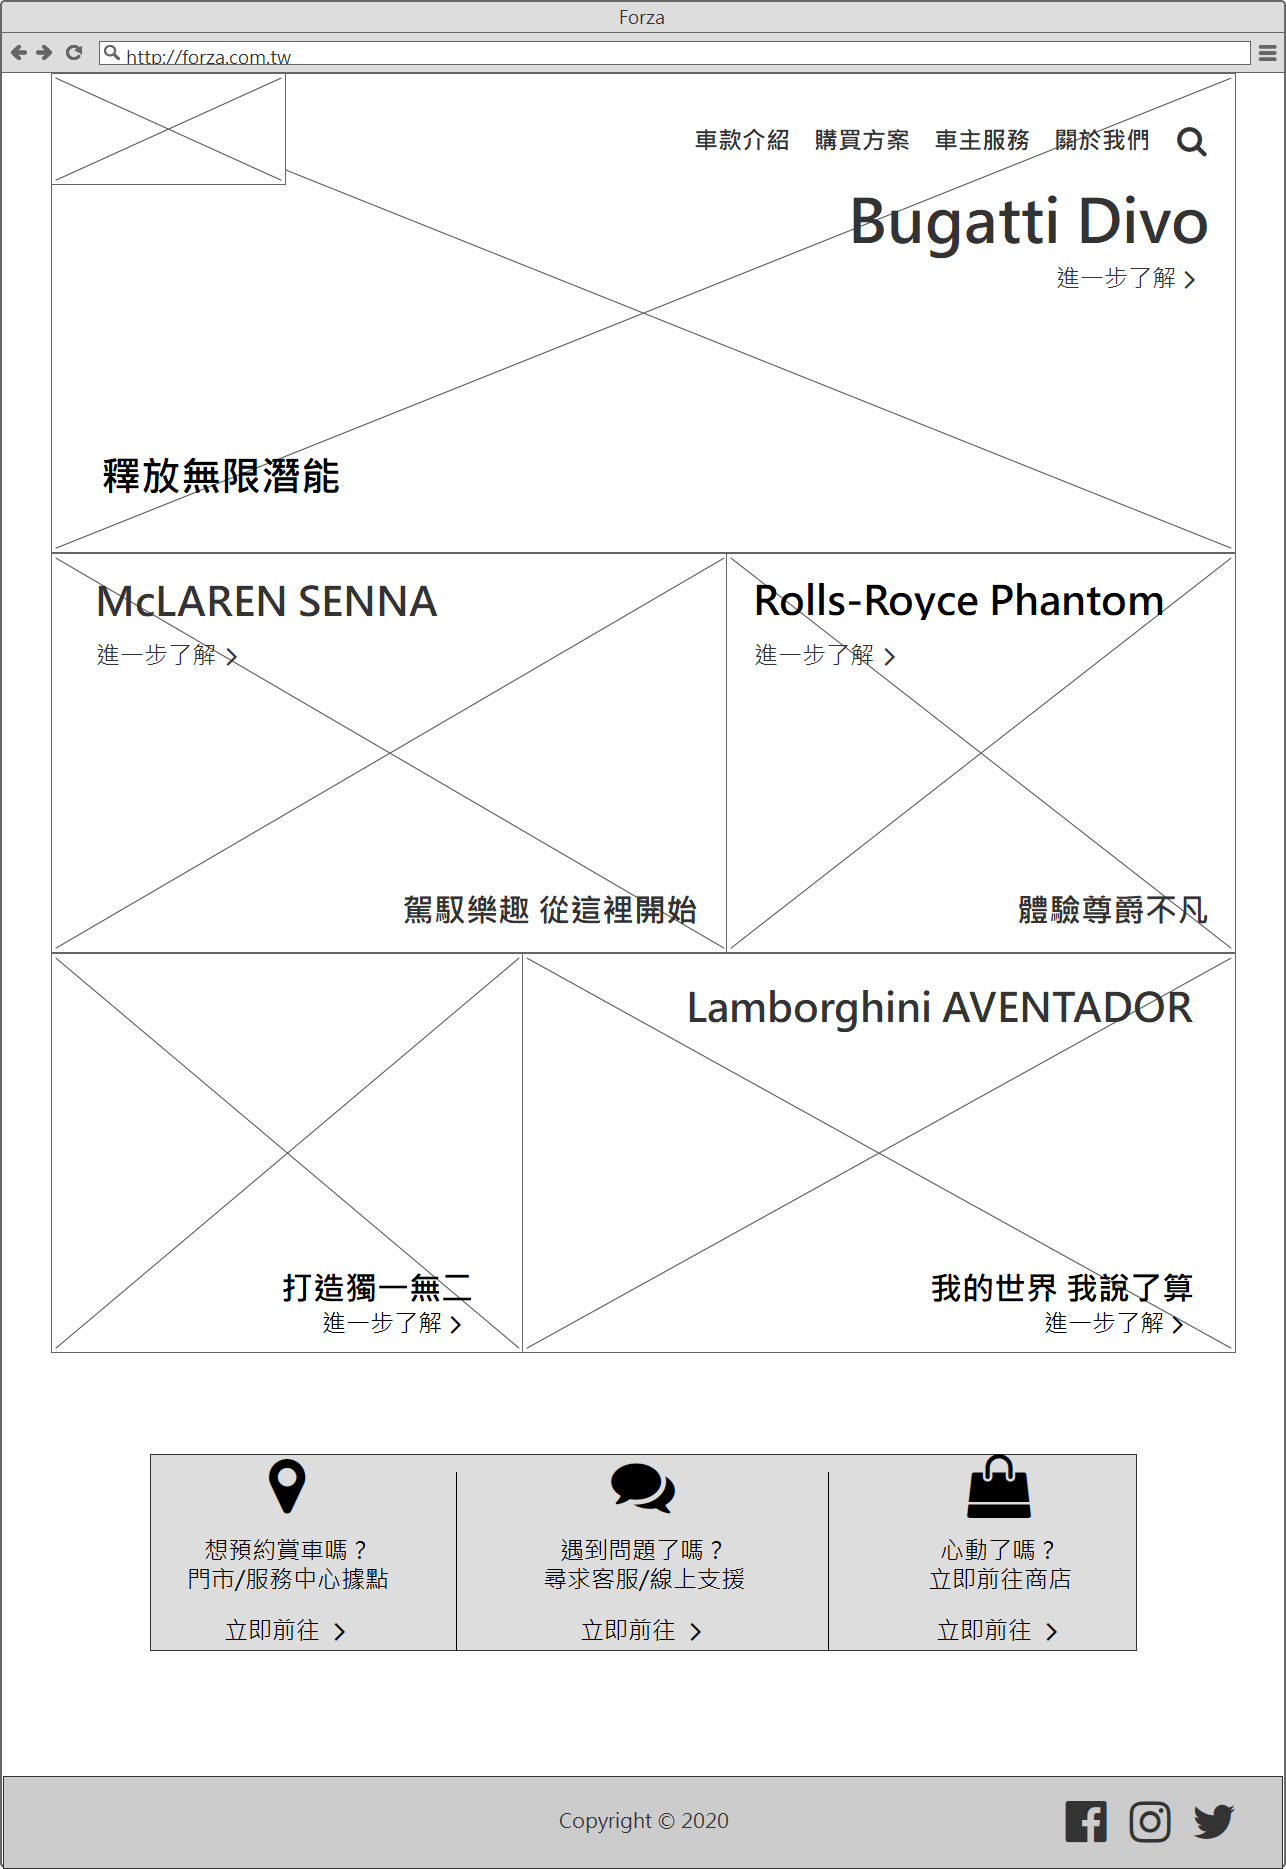 Forza
http://forza.com.tw
車款介紹 購買方案 車主服務 關於我們
Bugatti Divo
進一步了解
釋放無限潛能
McLAREN SENNA
進一步了解
駕馭樂趣 從這裡開始
Rolls-Royce Phantom
進一步了解
體驗尊爵不凡
打造獨一無二
進一步了解
Lamborghini AVENTADOR
我的世界 我說了算
進一步了解
想預約賞車嗎？
門市/服務中心據點
立即前往
遇到問題了嗎？
尋求客服/線上支援
立即前往
心動了嗎？
立即前往商店
立即前往
Copyright © 2020